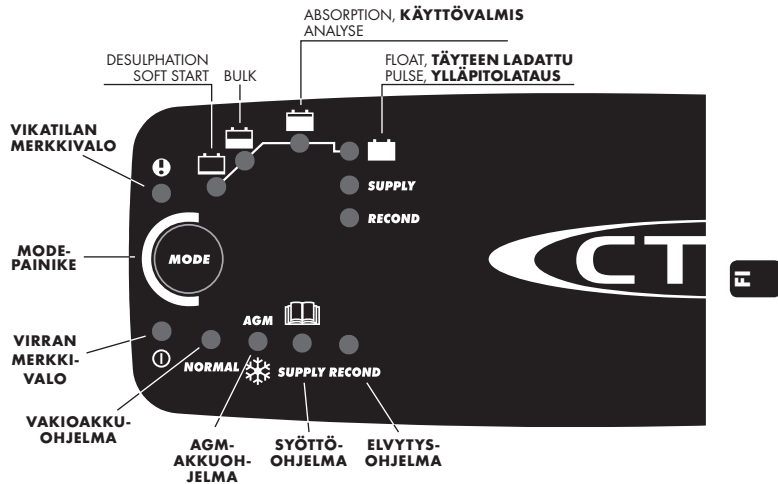 ABSORPTION, KÄYTTÖVALMIS
ANALYSE
DESULPHATION
SOFT START
BULK
FLOAT, TÄYTEEN LADATTU
PULSE, YLLÄPITOLATAUS
VIKATILAN
MERKKIVALO
SUPPLY
RECOND
MODE-
PAINIKE
MODE
CT
FI
AGM
VIRRAN
MERKKI-
VALO
NORMAL
SUPPLY RECOND
VAKIOAKKU-
OHJELMA
AGM-
AKKUOH-
JELMA
SYÖTTÖ-
OHJELMA
ELVYTYS-
OHJELMA